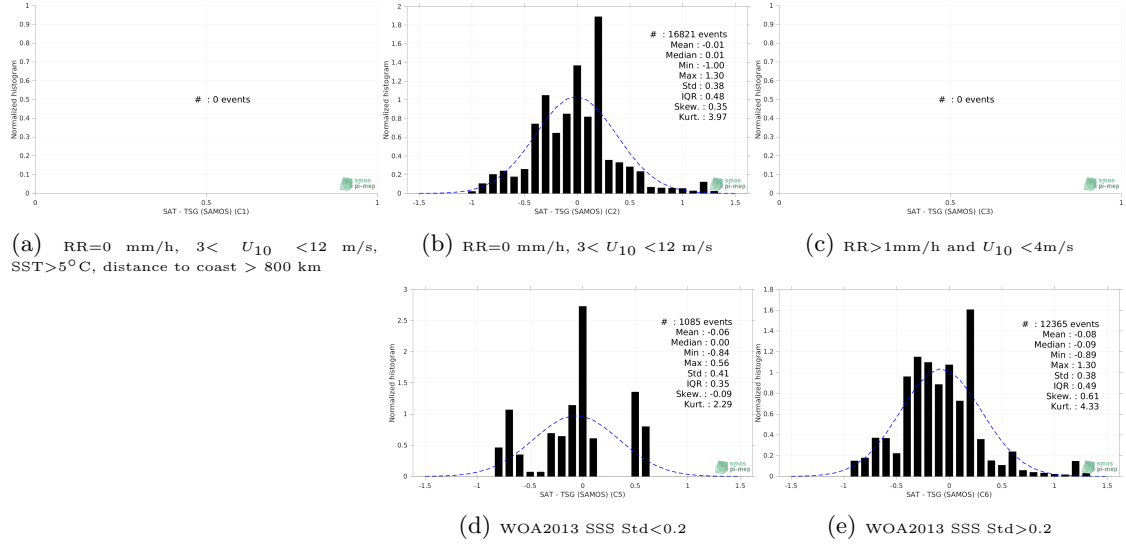 1
0.9
0.8
0.7
0.6
0.5
0.4
0.3
0.2
0.1
0
Normalized histogram
# : 0 events
smos
pi-mep
0 0.5 1
SAT - TSG (SAMOS) (C1)
(a) RR=0 mm/h, 3< U10 <12 m/s,
SST>5°C, distance to coast > 800 km
2
1.8
1.6
1.4
1.2
1
0.8
0.6
0.4
0.2
0
Normalized histogram
# : 16821 events
Mean : -0.01
Median : 0.01
Min : -1.00
Max : 1.30
Std : 0.38
IQR : 0.48
Skew. : 0.35
Kurt. : 3.97
smos
pi-mep
-1.5 -1 -0.5 0 0.5 1 1.5
SAT - TSG (SAMOS) (C2)
(b) RR=0 mm/h, 3< U10 <12 m/s
1
0.9
0.8
0.7
0.6
0.5
0.4
0.3
0.2
0.1
0
Normalized histogram
# : 0 events
smos
pi-mep
0 0.5 1
SAT - TSG (SAMOS) (C3)
(c) RR>1mm/h and U10 <4m/s
3
2.5
2
1.5
1
0.5
0
Normalized histogram
# : 1085 events
Mean : -0.06
Median : 0.00
Min : -0.84
Max : 0.56
Std : 0.41
IQR : 0.35
Skew. : -0.09
Kurt. : 2.29
smos
pi-mep
-1.5 -1 -0.5 0 0.5 1 1.5
SAT - TSG (SAMOS) (C5)
(d) WOA2013 SSS Std<0.2
1.8
1.6
1.4
1.2
1
0.8
0.6
0.4
0.2
0
Normalized histogram
# : 12365 events
Mean : -0.08
Median : -0.09
Min : -0.89
Max : 1.30
Std : 0.38
IQR : 0.49
Skew. : 0.61
Kurt. : 4.33
smos
pi-mep
-1.5 -1 -0.5 0 0.5 1 1.5
SAT - TSG (SAMOS) (C6)
(e) WOA2013 SSS Std>0.2